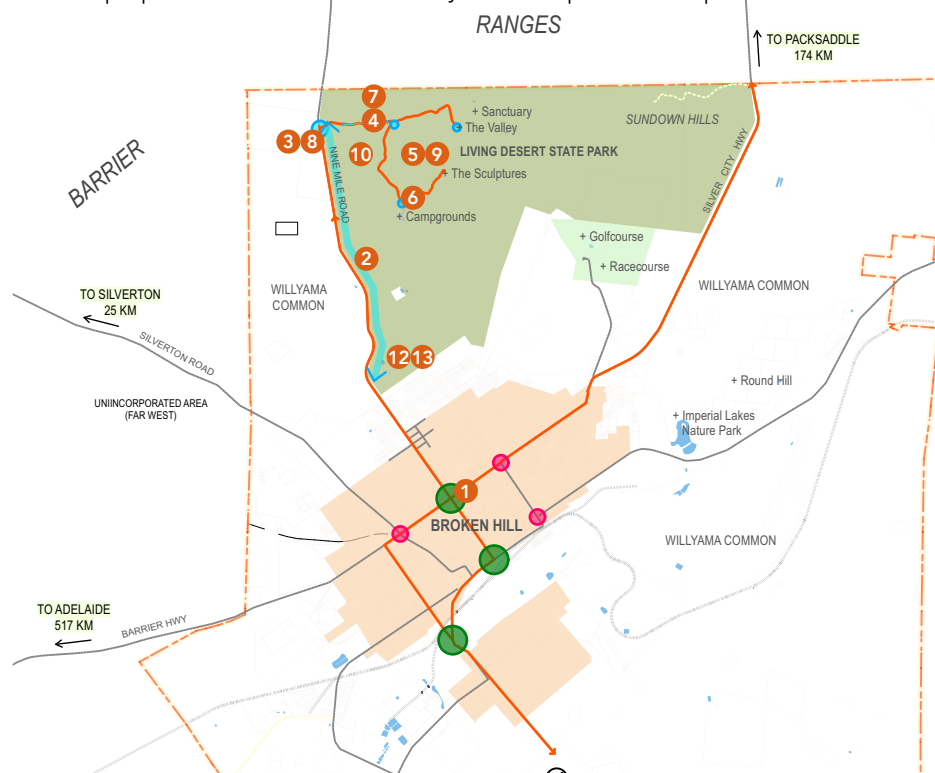 RANGES
TO PACKSADDLE
174 KM
7
+ Sanctuary
4
+ The Valley
SUNDOWN HILLS
3 8
10
5 9
LIVING DESERT STATE PARK
BARRIER
NINE MILE ROAD
+ The Sculptures
SILVER CITY HWY
6
+ Campgrounds
+ Golfcourse
2
+ Racecourse
WILLYAMA
COMMON
WILLYAMA COMMON
TO SILVERTON
25 KM
SILVERTON ROAD
12 13
+ Round Hill
UNIINCORPORATED AREA
(FAR WEST)
+ Imperial Lakes
Nature Park
1
BROKEN HILL
WILLYAMA COMMON
TO ADELAIDE
517 KM
BARRIER HWY